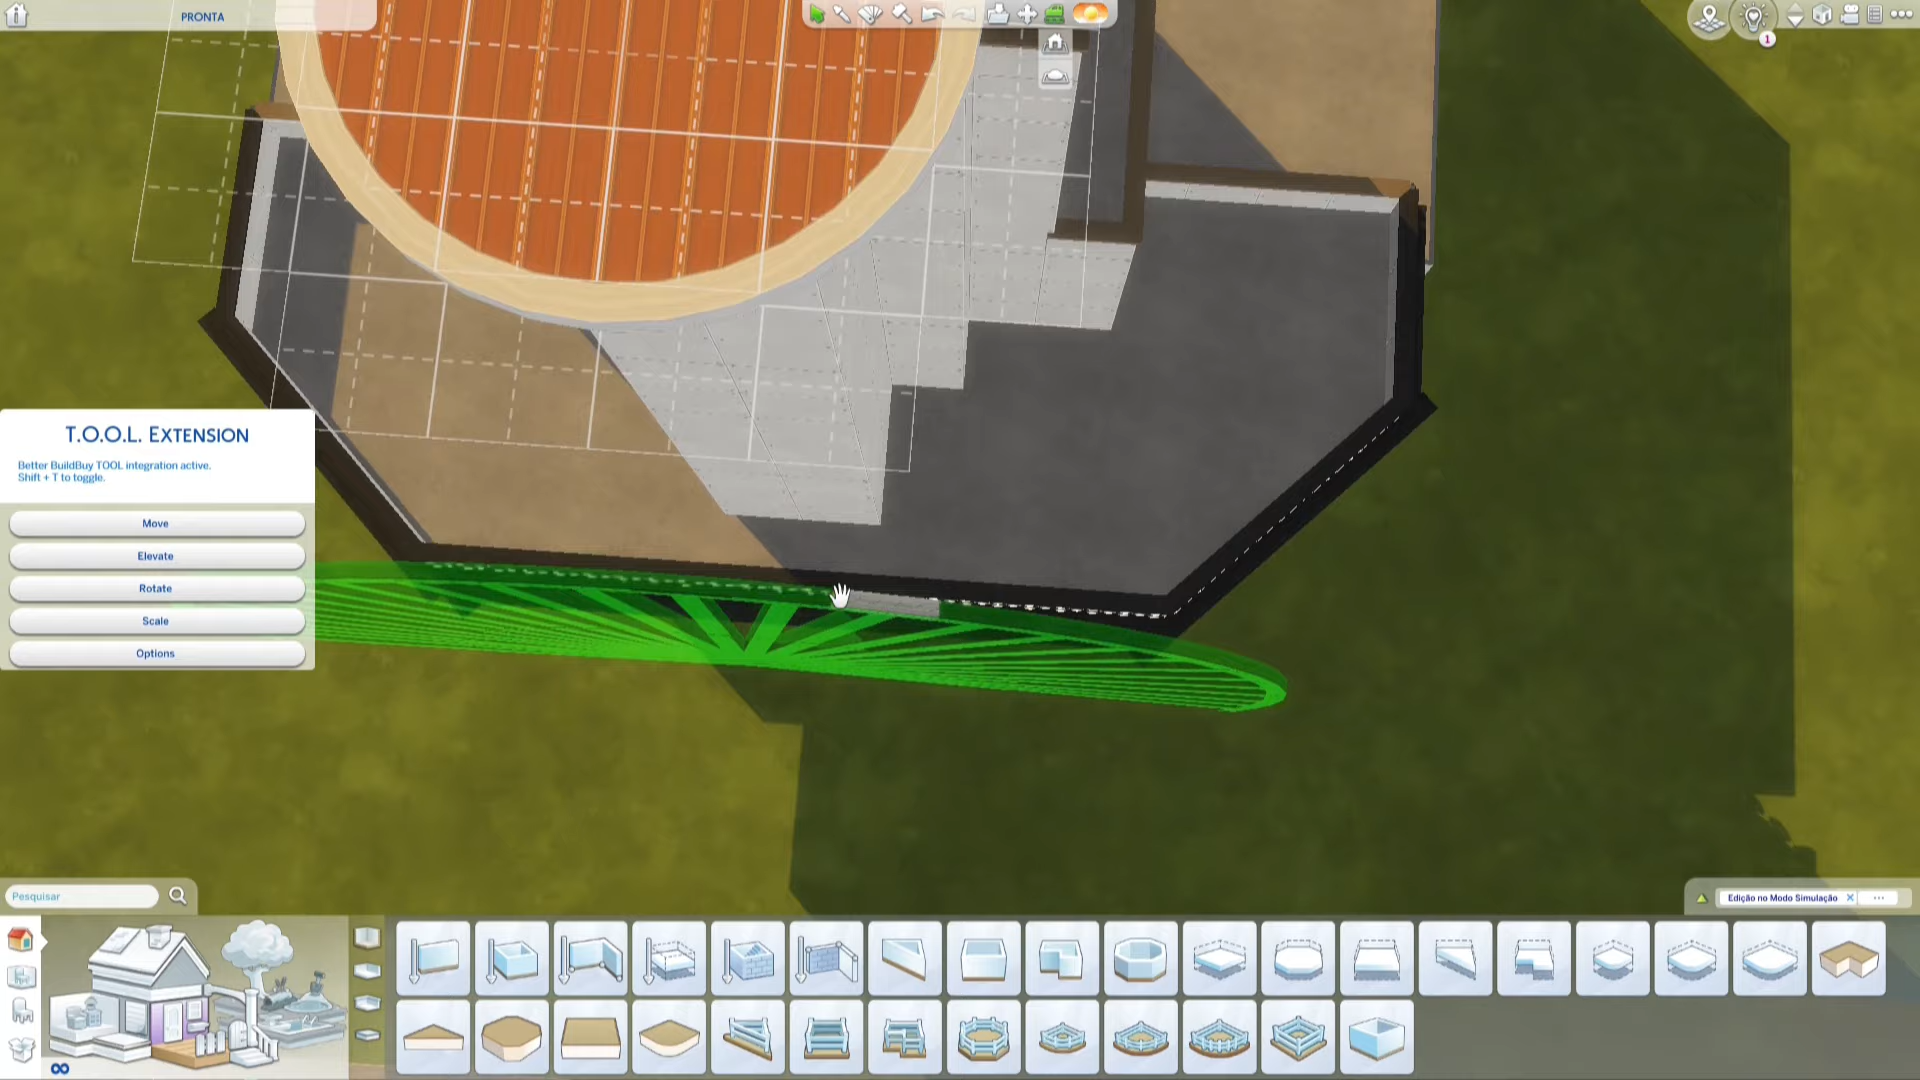 PRONTA
1
T.O.O.L. EXTENSION
Better BuildBuy TOOL integration active.
Shift + T to toggle.
Move
Elevate
Rotate
Scale
Options
Pesquisar
Edição no Modo Simulação